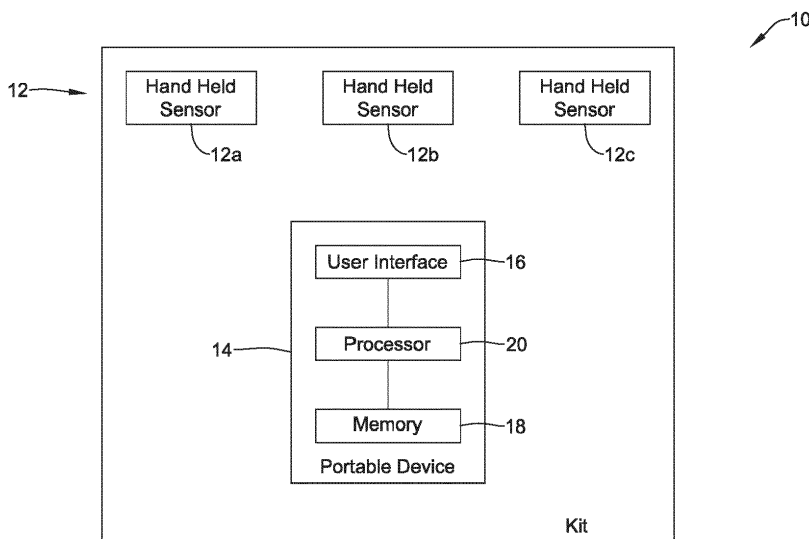 10
12
Hand Held
Sensor
Hand Held
Sensor
Hand Held
Sensor
12a
12b
12c
User Interface
16
14
Processor
20
Memory
18
Portable Device
Kit